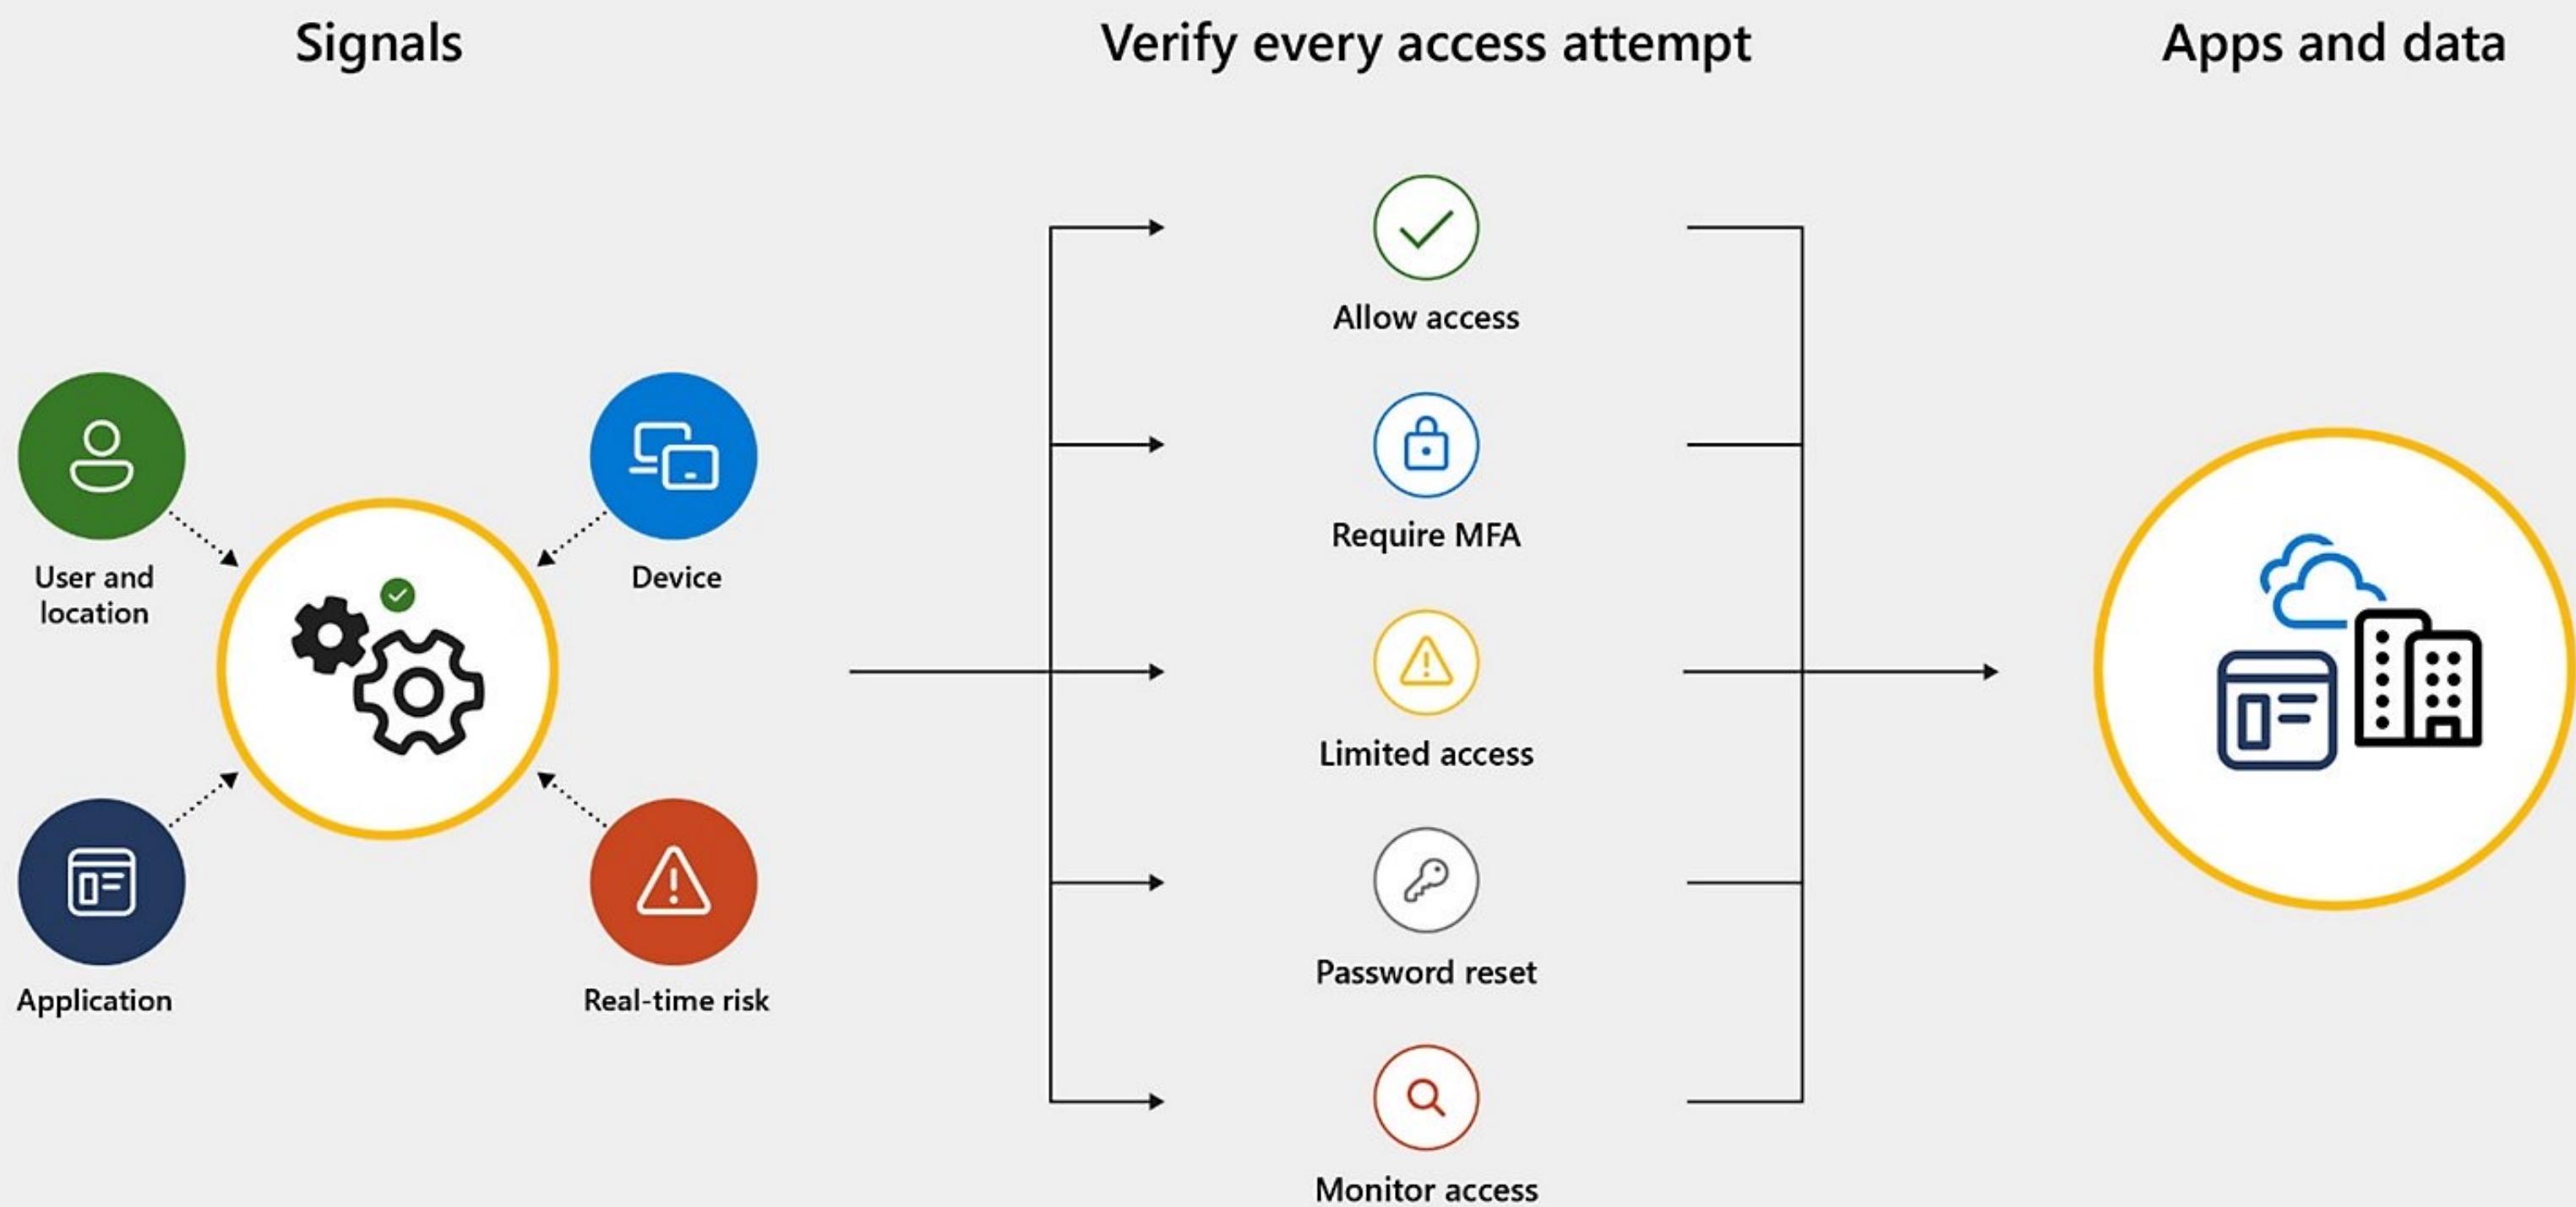 Signals
Verify every access attempt
Apps and data
User and
location
Device
Application
Real-time risk
Allow access
Require MFA
Limited access
Password reset
Monitor access